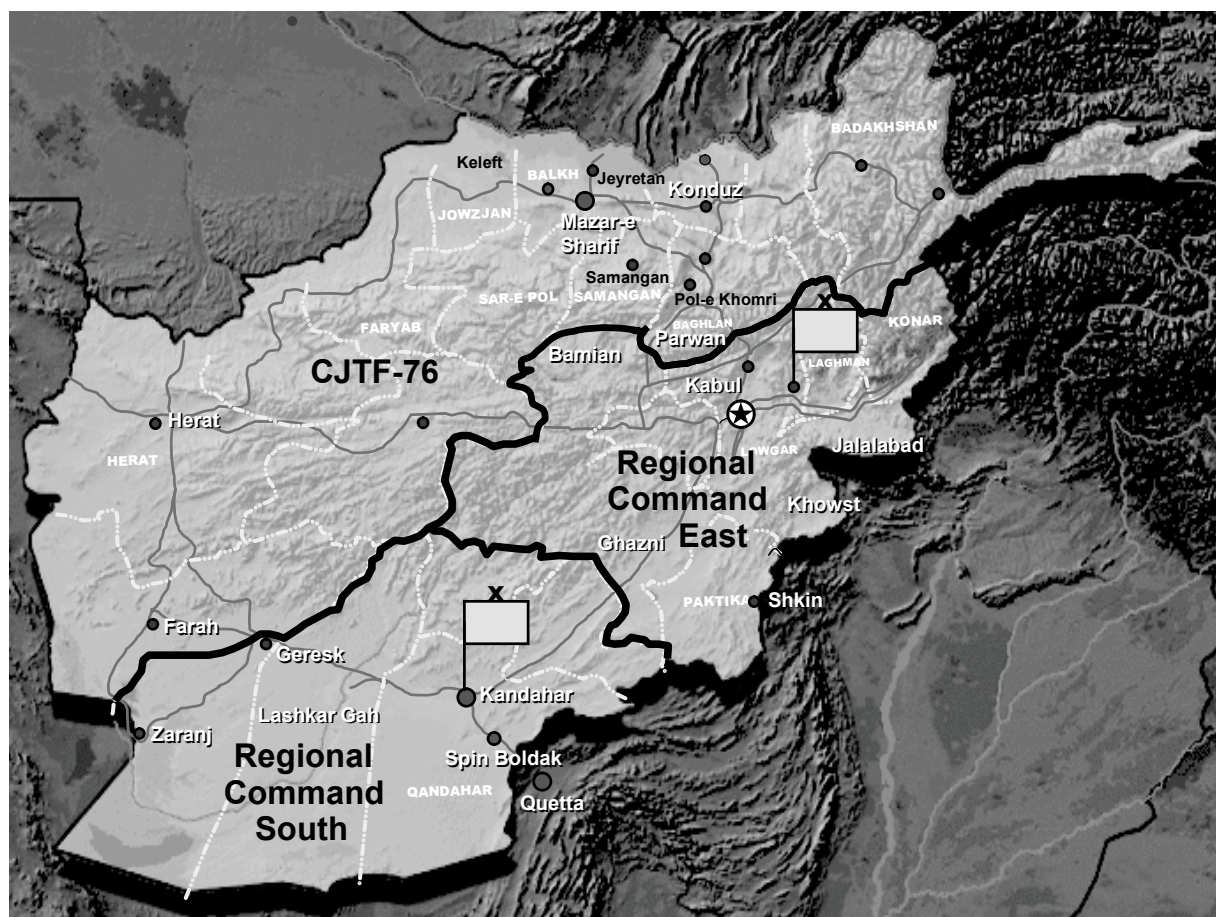 BADAKHSHAN
Keleft
BALKH
Jeyretan
Konduz
JOWZJAN
Mazar-e
Sharif
Samangan
SAR-E POL
SAMANGAN
Pol-e Khomri
X
KONAR
FARYAB
BAGHLAN
Parwan
Bamian
LAGHMAN
CJTF-76
Kabul
Herat
HERAT
LOWGAR
Jalalabad
Regional
Command
East
Khowst
Ghazni
X
PAKTIKA
Shkin
Farah
Geresk
Kandahar
Lashkar Gah
Zaranj
Spin Boldak
Regional
Command
South
QANDAHAR
Quetta